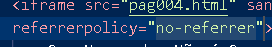 <iframe src="pag004.html" san
referrerpolicy="no-referrer"